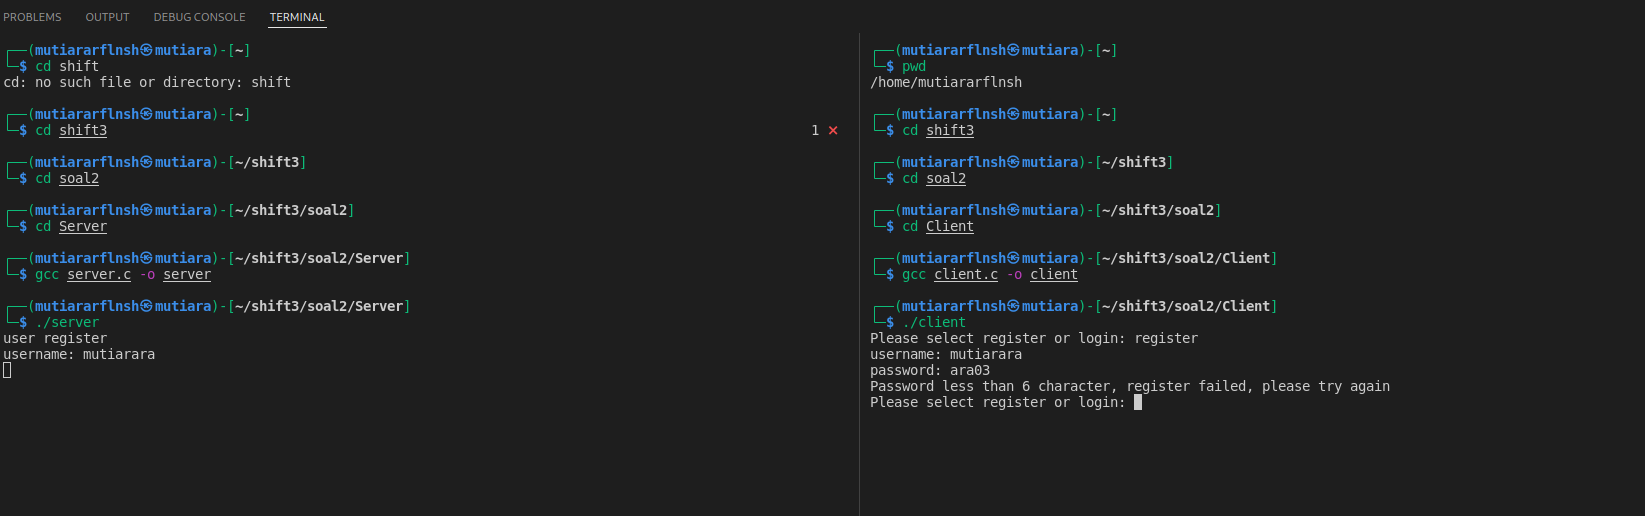 PROBLEMS OUTPUT DEBUG CONSOLE TERMINAL
┌──(mutiararflnsh㉿mutiara)-[~]
└─$ cd shift
cd: no such file or directory: shift
┌──(mutiararflnsh㉿mutiara)-[~]
└─$ cd shift3 1 ⨯
┌──(mutiararflnsh㉿mutiara)-[~/shift3]
└─$ cd soal2
┌──(mutiararflnsh㉿mutiara)-[~/shift3/soal2]
└─$ cd Server
┌──(mutiararflnsh㉿mutiara)-[~/shift3/soal2/Server]
└─$ gcc server.c -o server
┌──(mutiararflnsh㉿mutiara)-[~/shift3/soal2/Server]
└─$ ./server
user register
username: mutiarara
┌──(mutiararflnsh㉿mutiara)-[~]
└─$ pwd
/home/mutiararflnsh
┌──(mutiararflnsh㉿mutiara)-[~]
└─$ cd shift3
┌──(mutiararflnsh㉿mutiara)-[~/shift3]
└─$ cd soal2
┌──(mutiararflnsh㉿mutiara)-[~/shift3/soal2]
└─$ cd Client
┌──(mutiararflnsh㉿mutiara)-[~/shift3/soal2/Client]
└─$ gcc client.c -o client
┌──(mutiararflnsh㉿mutiara)-[~/shift3/soal2/Client]
└─$ ./client
Please select register or login: register
username: mutiarara
password: ara03
Password less than 6 character, register failed, please try again
Please select register or login: